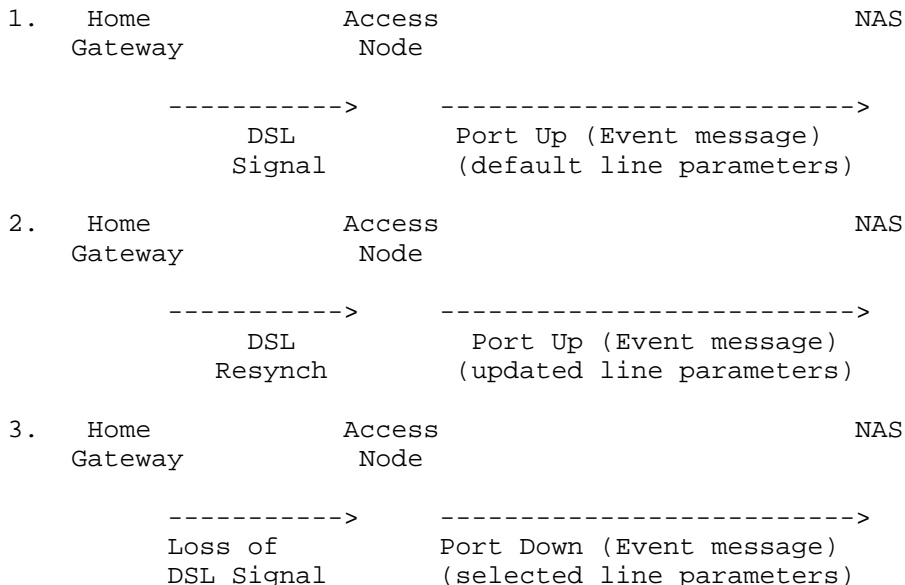 1.   Home                Access                          NAS
    Gateway               Node
          ----------->     -------------------------->
               DSL          Port Up (Event message)
              Signal        (default line parameters)
2.   Home                Access                          NAS
    Gateway               Node
          ----------->     -------------------------->
               DSL           Port Up (Event message)
             Resynch        (updated line parameters)
3.   Home                Access                          NAS
    Gateway               Node
          ----------->     -------------------------->
          Loss of          Port Down (Event message)
          DSL Signal       (selected line parameters)